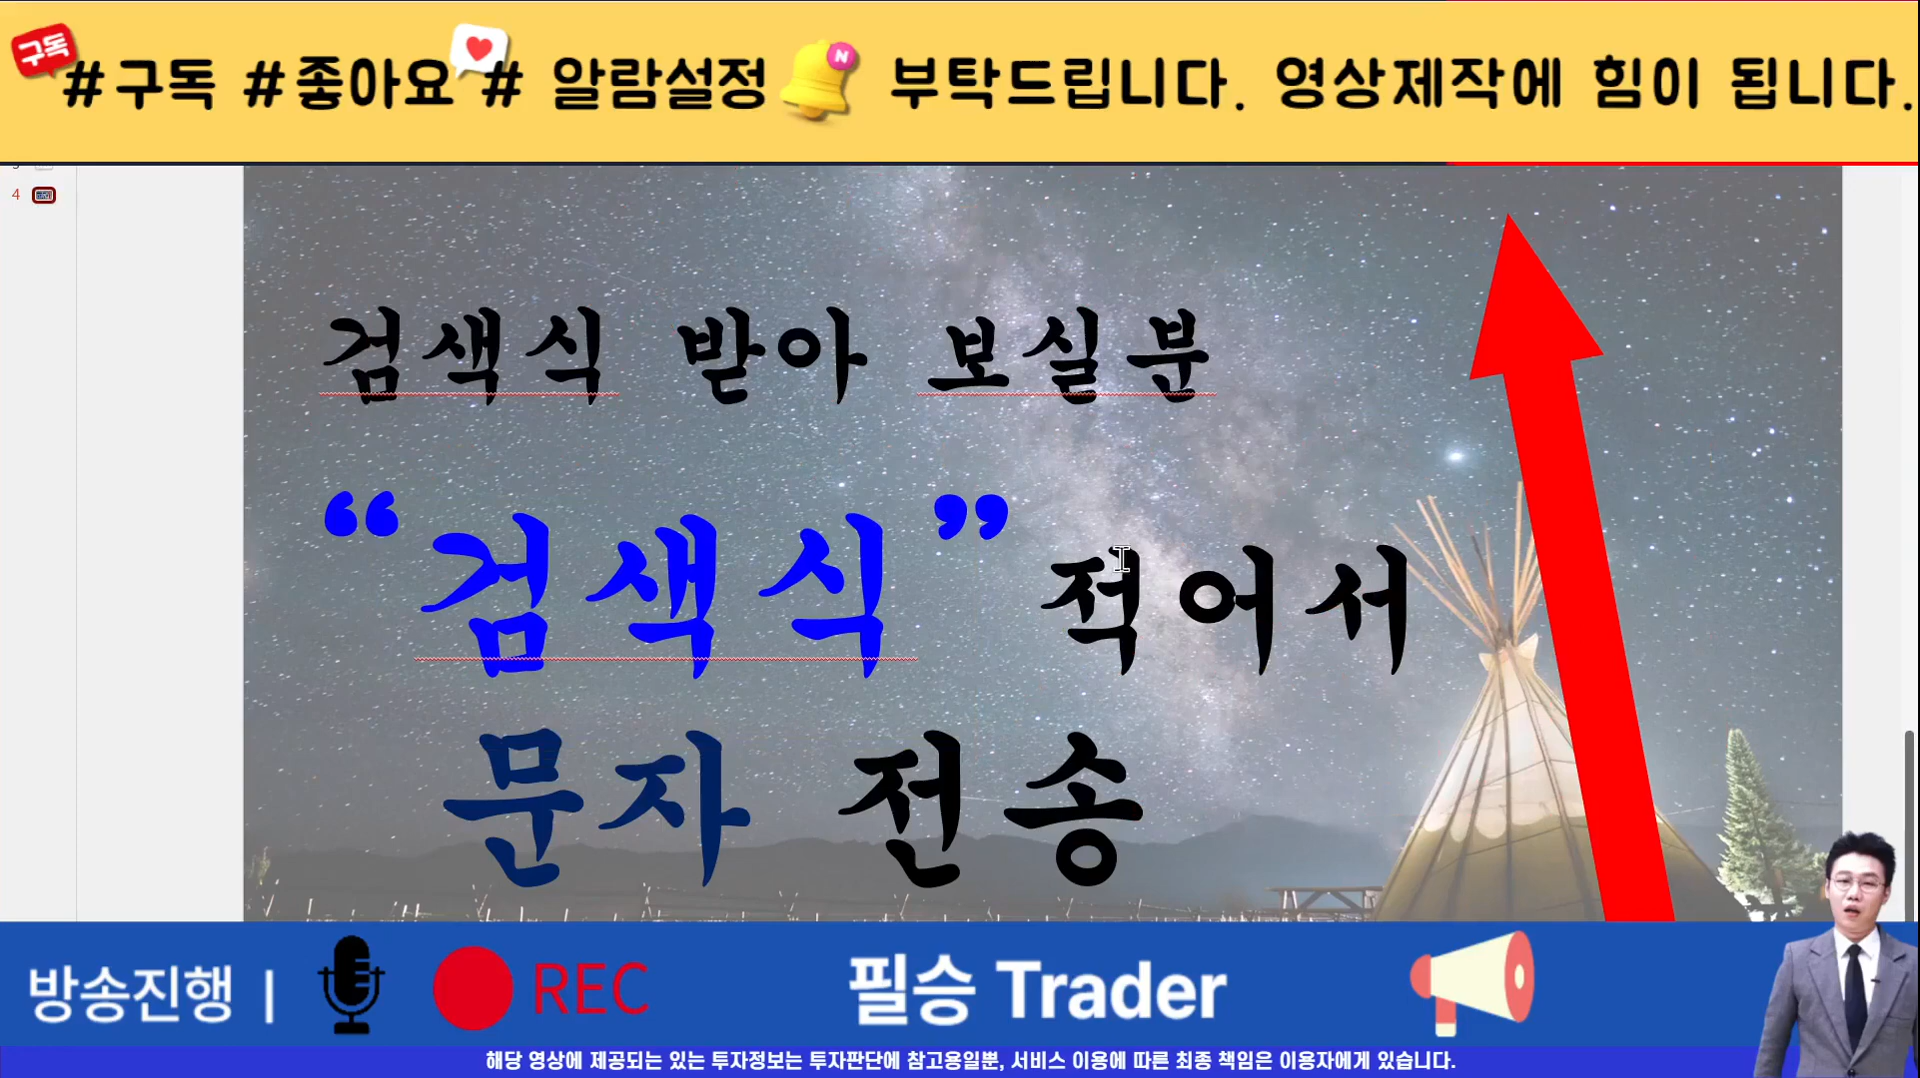 구독
#구독 #좋아요 # 알람설정 N 부탁드립니다. 영상제작에 힘이 됩니다.
4
검색식 받아 보실분
“검색식” 적어서
문자 전송
방송진행 | REC 필승 Trader
해당 영상에 제공되는 있는 투자정보는 투자판단에 참고용일뿐, 서비스 이용에 따른 최종 책임은 이용자에게 있습니다.